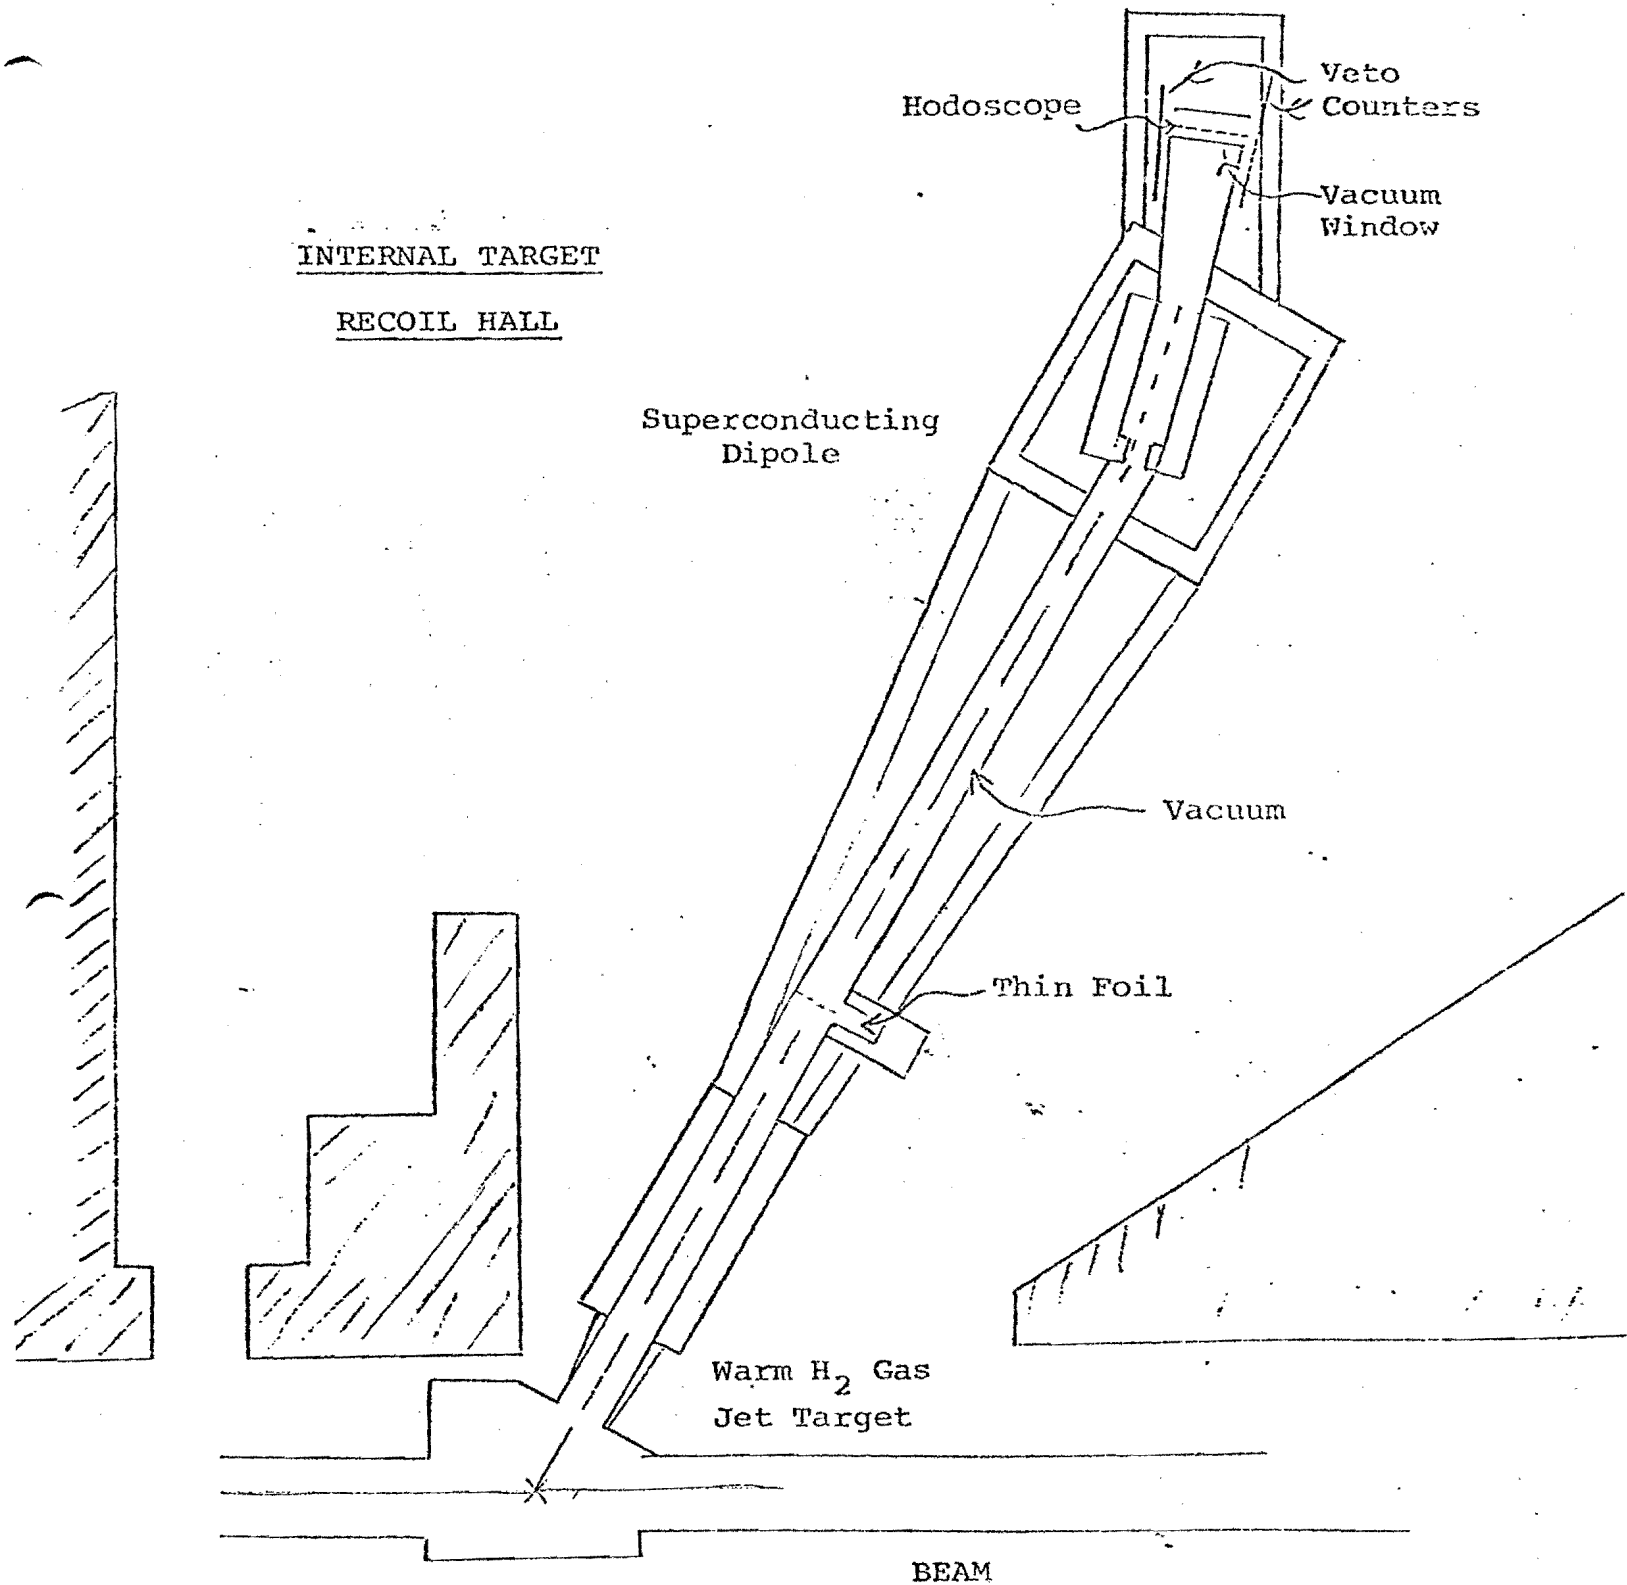 Veto
Hodoscope
Counters
Vacuum
Window
INTERNAL TARGET
RECOIL HALL
Superconducting
Dipole
Vacuum
Thin Foil
Warm H₂ Gas
Jet Target
BEAM